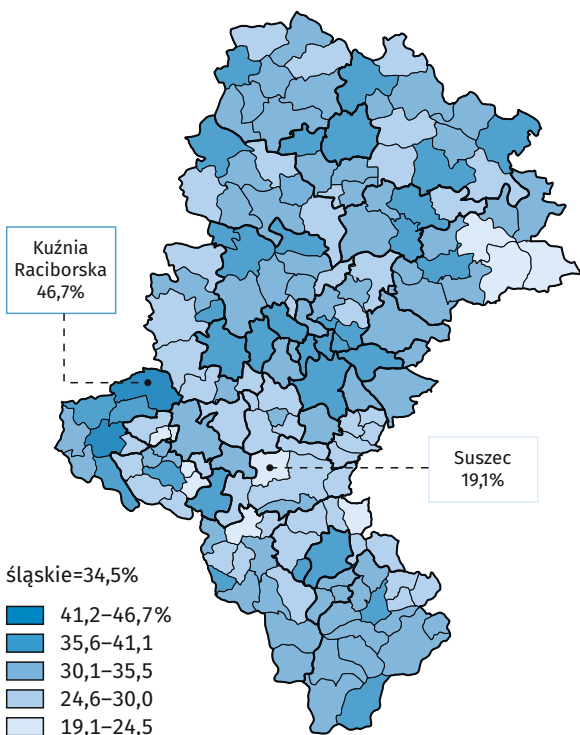 Kuźnia
Raciborska
46,7%
Suszec
19,1%
śląskie=34,5%
41,2–46,7%
35,6–41,1
30,1–35,5
24,6–30,0
19,1–24,5